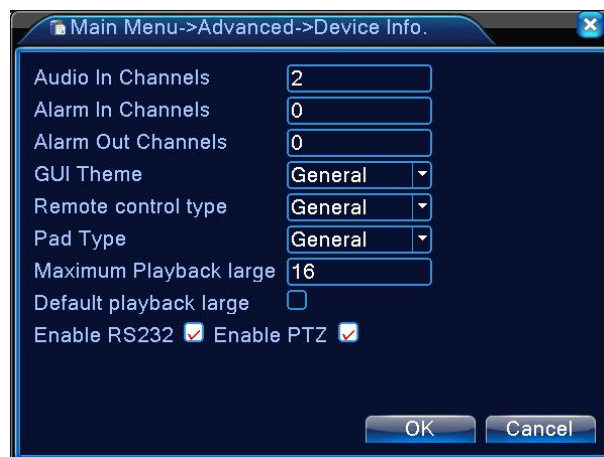 Main Menu->Advanced->Device Info.
Audio In Channels 2
Alarm In Channels 0
Alarm Out Channels 0
GUI Theme General
Remote control type General
Pad Type General
Maximum Playback large 16
Default playback large
Enable RS232 Enable PTZ
OK Cancel